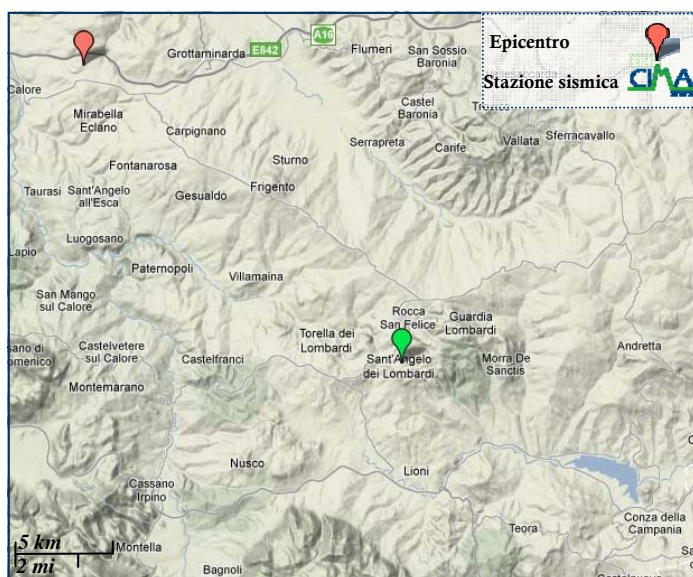 A16
Epicentro
Grottaminarda
E842
Flumeri
San Sossio
Baronia
Stazione sismica
CIMA
Calore
Mirabella
Eclano
Castel
Baronia
Carpignano
Vallata
Sferracavallo
Serrapreta
Carife
Fontanarosa
Sturno
Taurasi
Sant'Angelo
all'Esca
Gesualdo
Frigento
Luogosano
Lapio
Paternopoli
Villamaina
San Mango
sul Calore
Rocca
San Felice
Guardia
Lombardi
Torella dei
Lombardi
Castelvetere
sul Calore
Castelfranci
Sant'Angelo
dei Lombardi
Morra De
Sanctis
Andretta
Montemarano
Nusco
Lioni
Cassano
Irpino
Conza della
Campania
Teora
5 km
2 mi
Montella
Bagnoli